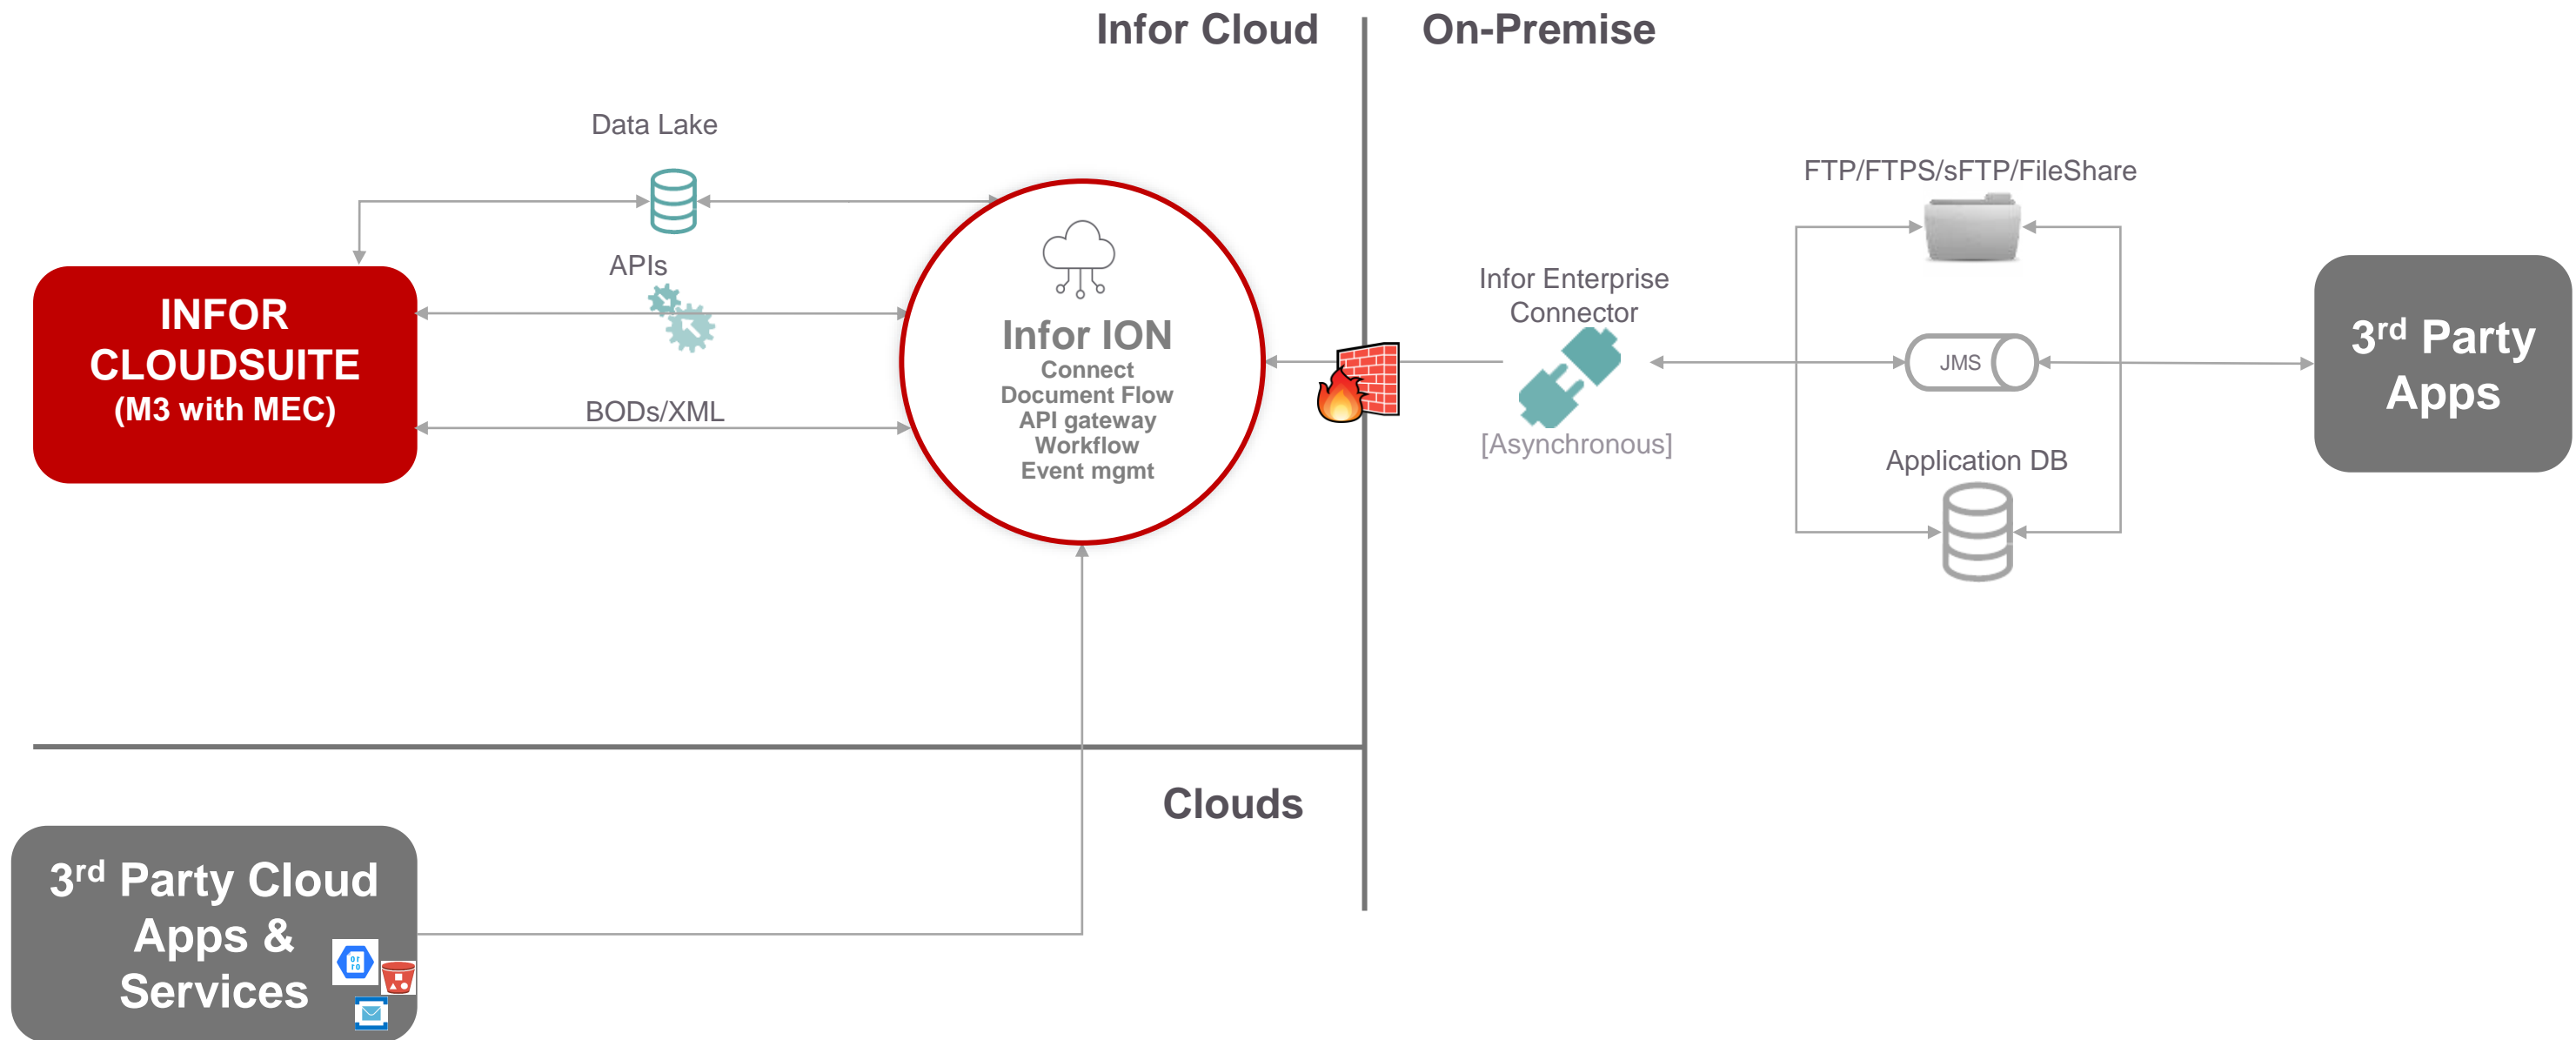 Infor Cloud
On-Premise
Data Lake
FTP/FTPS/sFTP/FileShare
APIs
INFOR
CLOUDSUITE
(M3 with MEC)
BODs/XML
Infor ION
Connect
Document Flow
API gateway
Workflow
Event mgmt
Infor Enterprise
Connector
[Asynchronous]
JMS
Application DB
3rd Party
Apps
Clouds
3rd Party Cloud
Apps &
Services